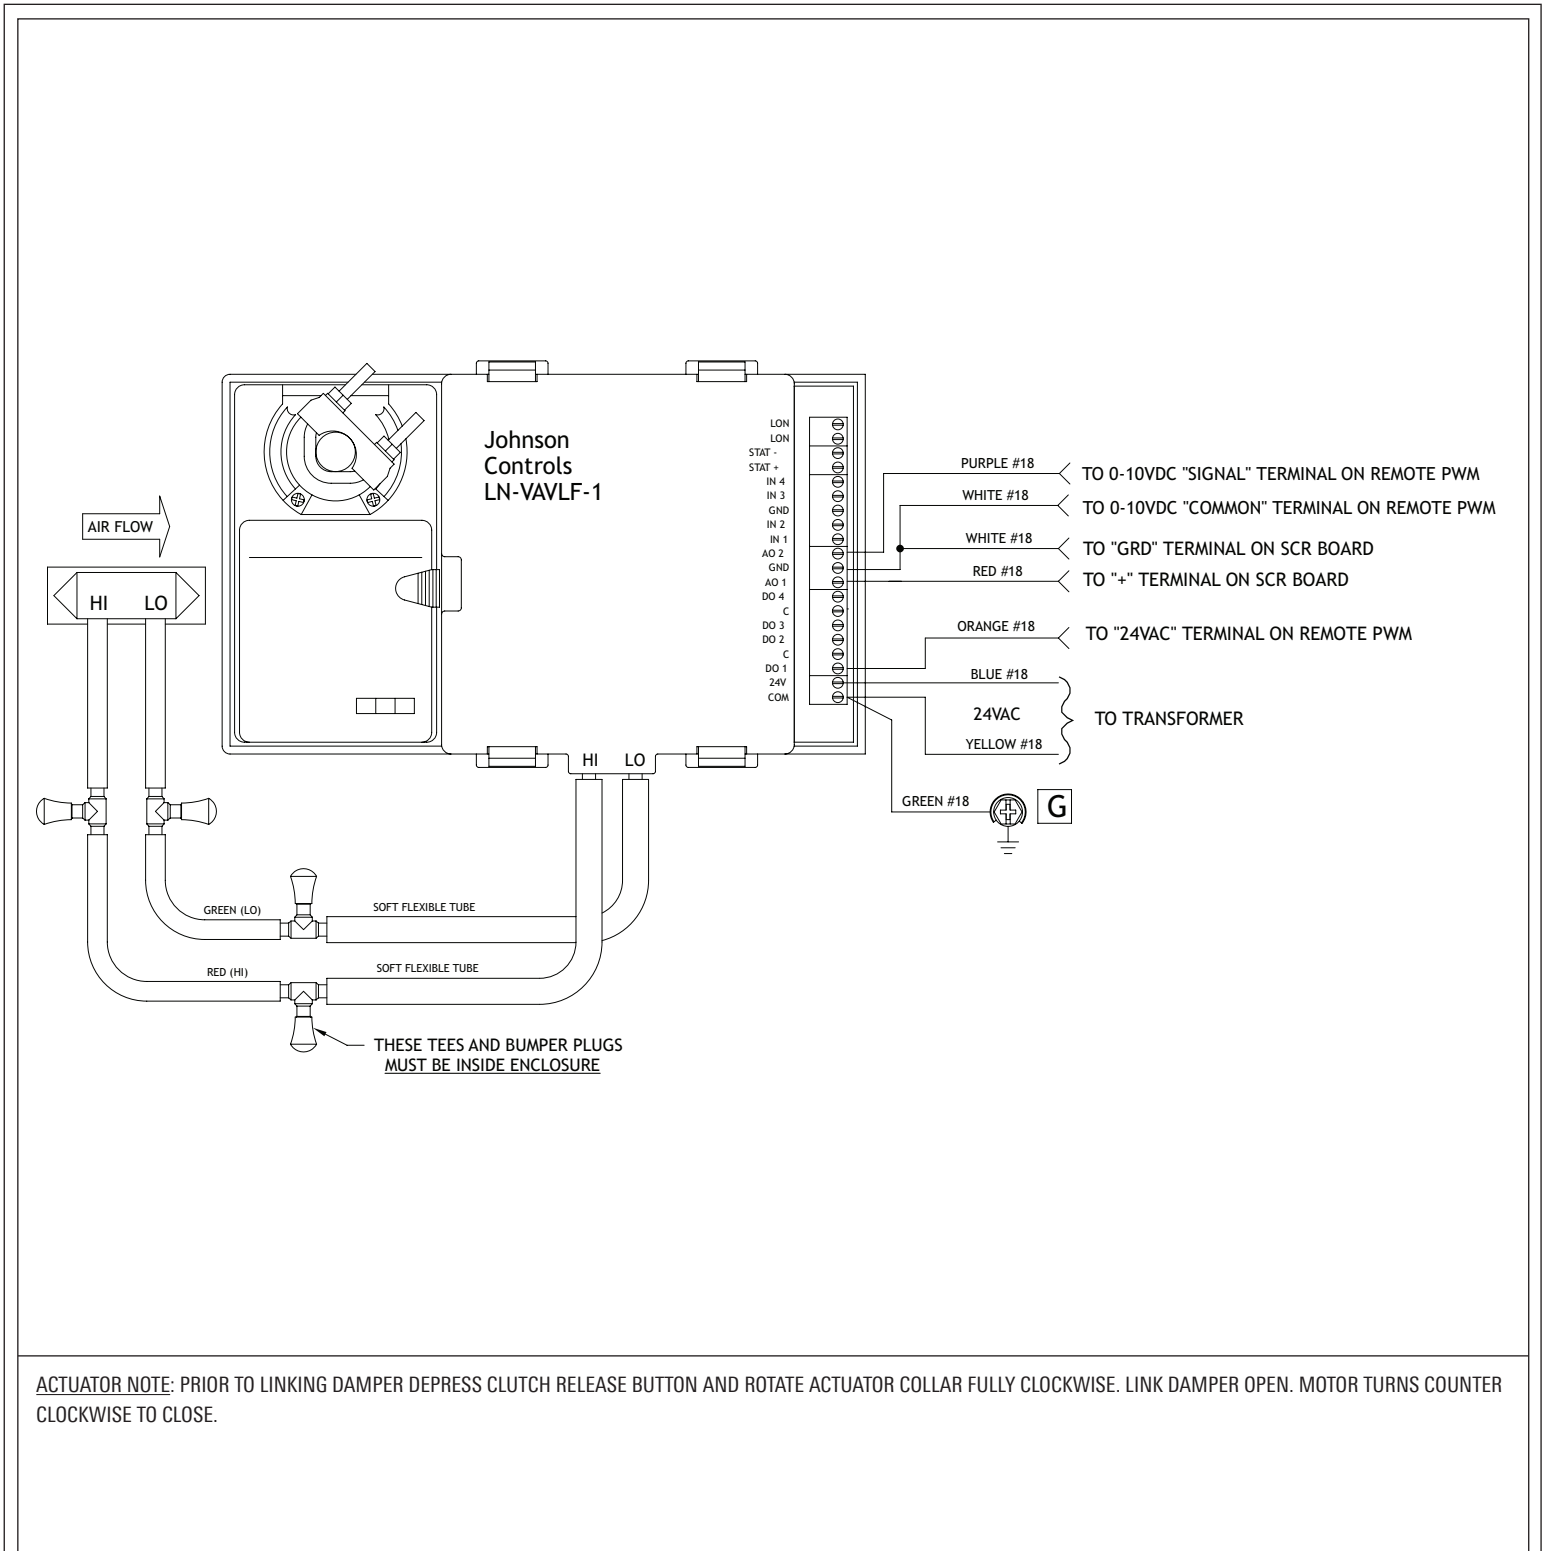 Johnson
Controls
LN-VAVLF-1
LON
LON
STAT -
STAT +
IN 4
IN 3
GND
IN 2
IN 1
AO 2
GND
AO 1
DO 4
C
DO 3
DO 2
C
DO 1
24V
COM
PURPLE #18
TO 0-10VDC "SIGNAL" TERMINAL ON REMOTE PWM
WHITE #18
TO 0-10VDC "COMMON" TERMINAL ON REMOTE PWM
WHITE #18
TO "GRD" TERMINAL ON SCR BOARD
RED #18
TO "+" TERMINAL ON SCR BOARD
ORANGE #18
TO "24VAC" TERMINAL ON REMOTE PWM
BLUE #18
24VAC
TO TRANSFORMER
YELLOW #18
GREEN #18
G
AIR FLOW
HI LO
HI LO
GREEN (LO)
SOFT FLEXIBLE TUBE
RED (HI)
SOFT FLEXIBLE TUBE
THESE TEES AND BUMPER PLUGS
MUST BE INSIDE ENCLOSURE
ACTUATOR NOTE: PRIOR TO LINKING DAMPER DEPRESS CLUTCH RELEASE BUTTON AND ROTATE ACTUATOR COLLAR FULLY CLOCKWISE. LINK DAMPER OPEN. MOTOR TURNS COUNTER
CLOCKWISE TO CLOSE.